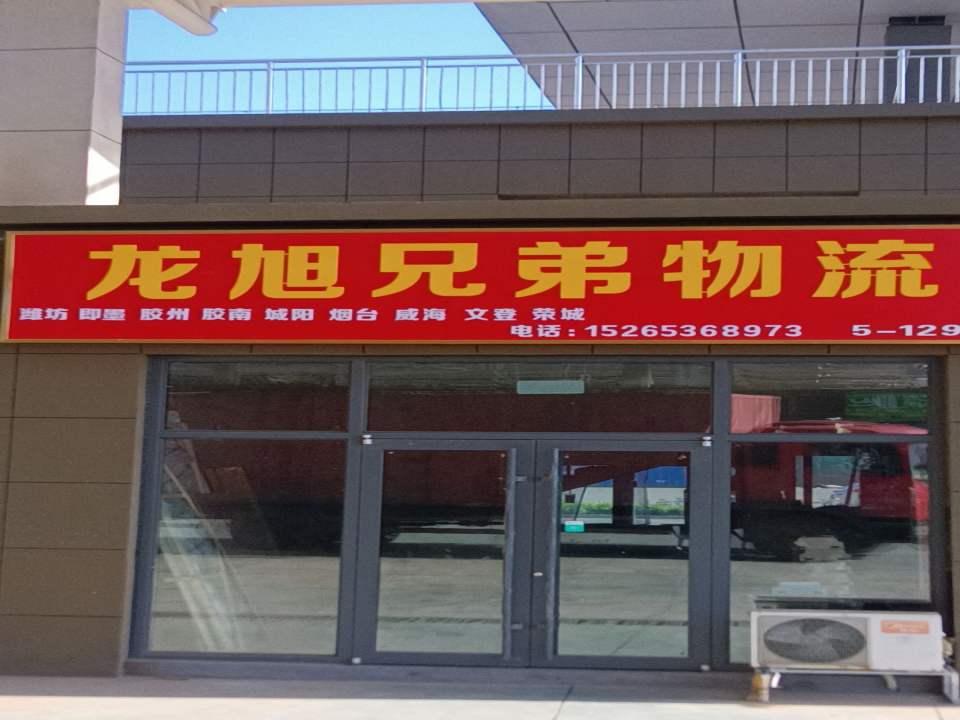 龙旭兄弟物流
潍坊 即墨 胶州 胶南 城阳 烟台 威海 文登 荣城
电话:15265368973 5-129